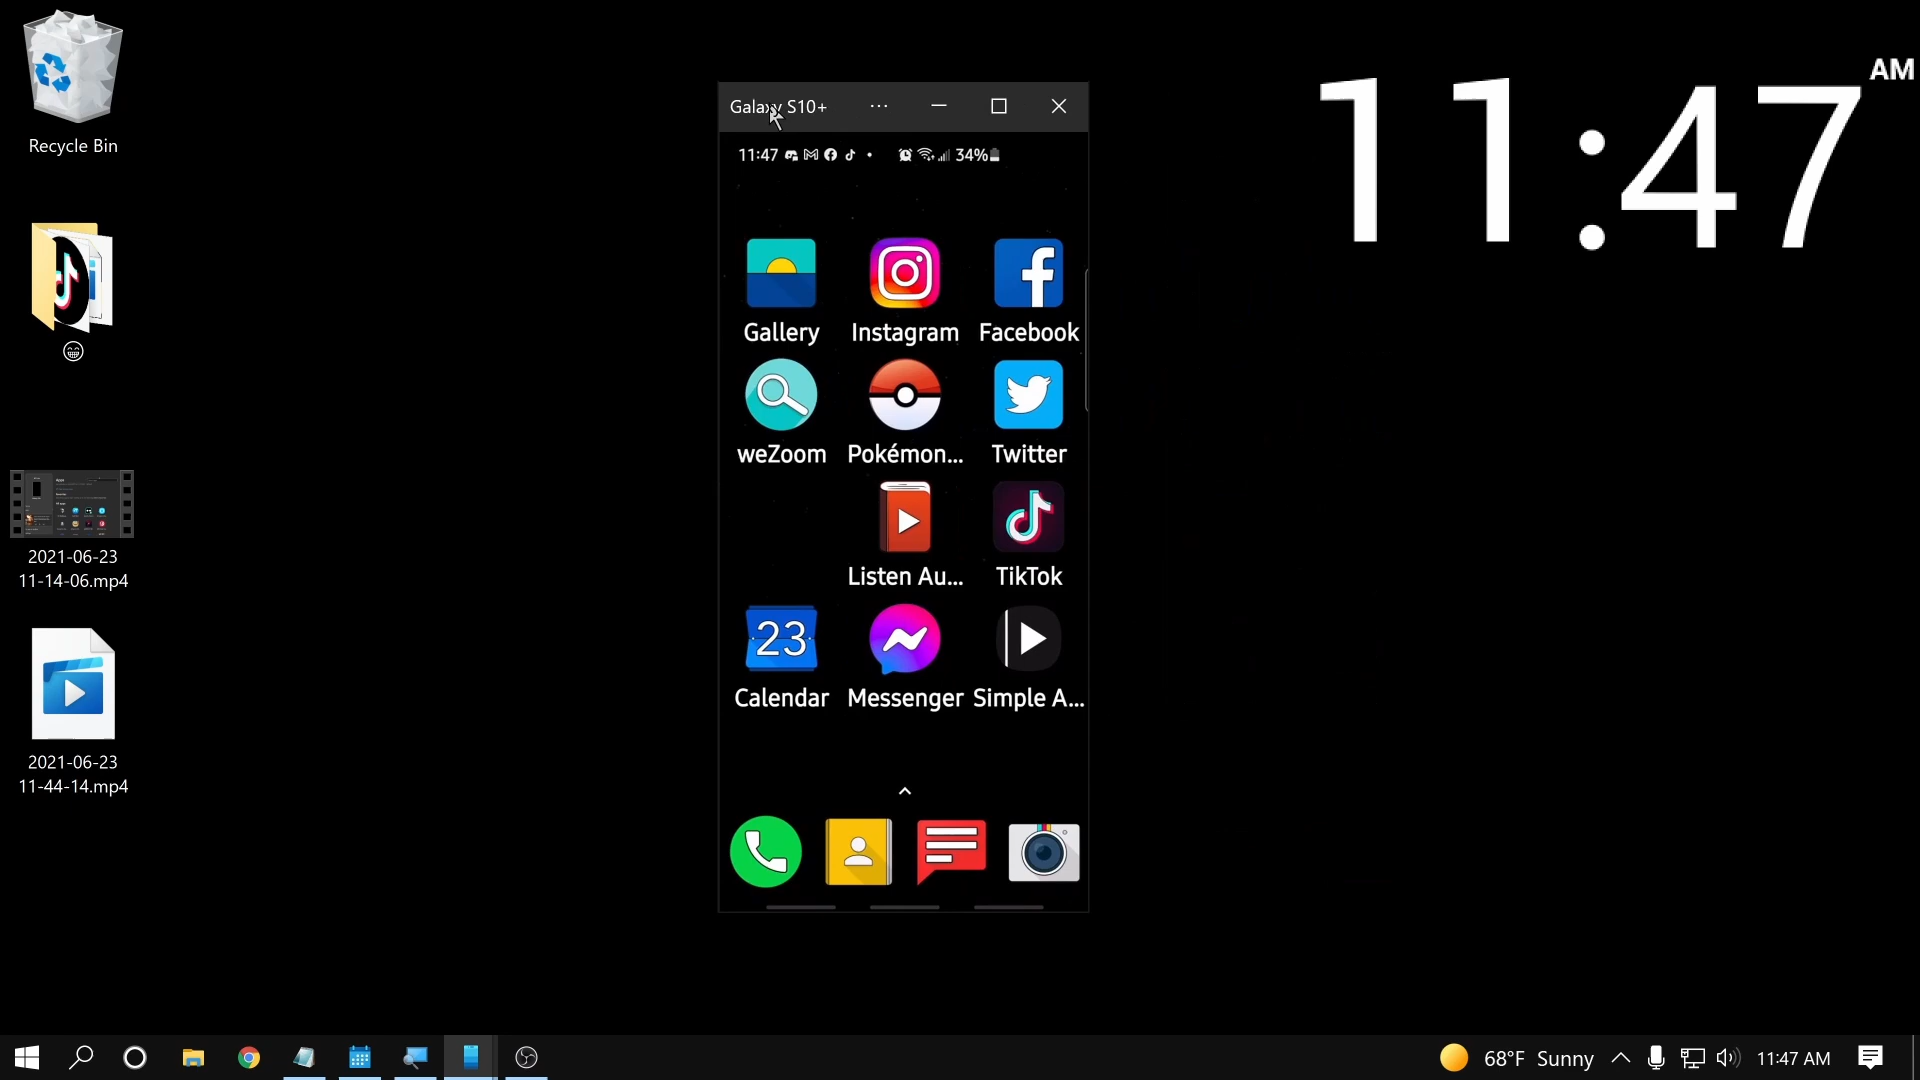 Recycle Bin
2021-06-23
11-14-06.mp4
2021-06-23
11-44-14.mp4
Galaxy S10+
11:47
34%
Gallery
Instagram
Facebook
weZoom
Pokémon...
Twitter
Listen Au...
TikTok
23
Calendar
Messenger
Simple A...
11:47
AM
68°F Sunny
11:47 AM